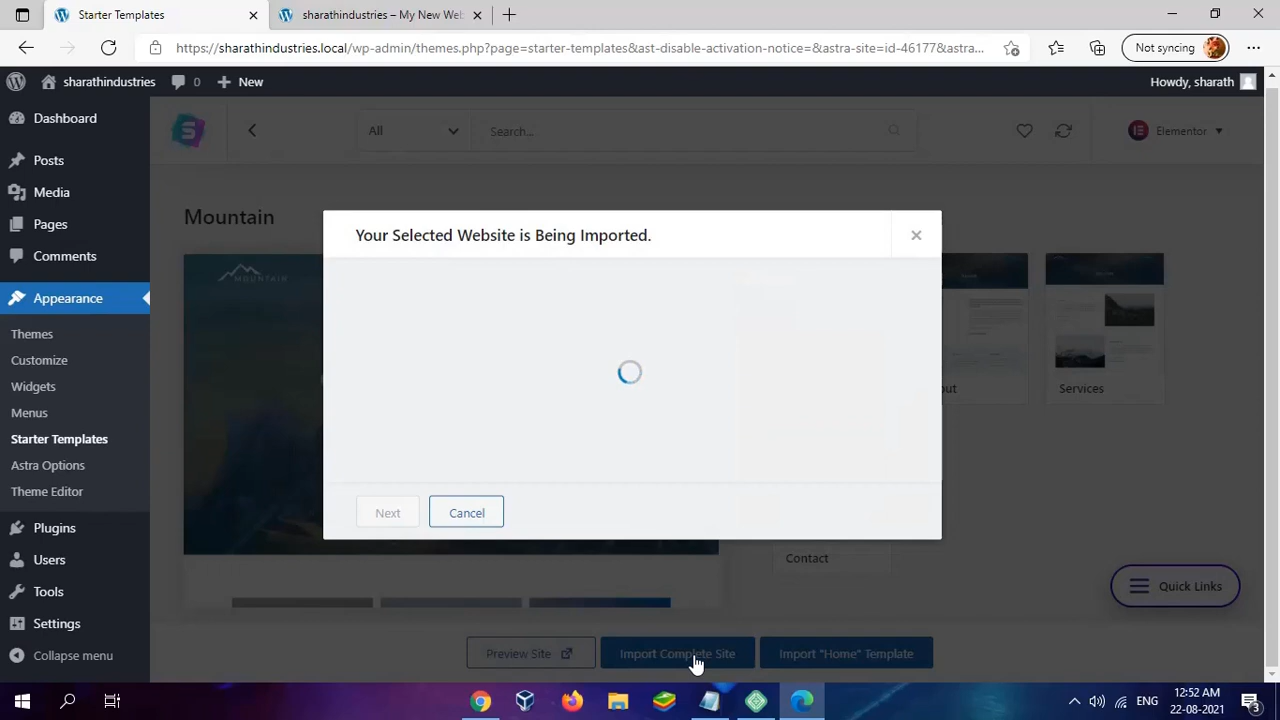 Starter Templates
sharathindustries – My New Web
https://sharathindustries.local/wp-admin/themes.php?page=starter-templates&ast-disable-activation-notice=&astra-site=id-46177&astra...
Not syncing
sharathindustries
0
New
Howdy, sharath
Dashboard
Posts
Media
Pages
Comments
Appearance
Themes
Customize
Widgets
Menus
Starter Templates
Astra Options
Theme Editor
Plugins
Users
Tools
Settings
Collapse menu
All
Search...
Elementor
Mountain
MOUNTAIN
Your Selected Website is Being Imported.
Next
Cancel
out
Services
Contact
Quick Links
Preview Site
Import Complete Site
Import "Home" Template
ENG
12:52 AM
22-08-2021
3